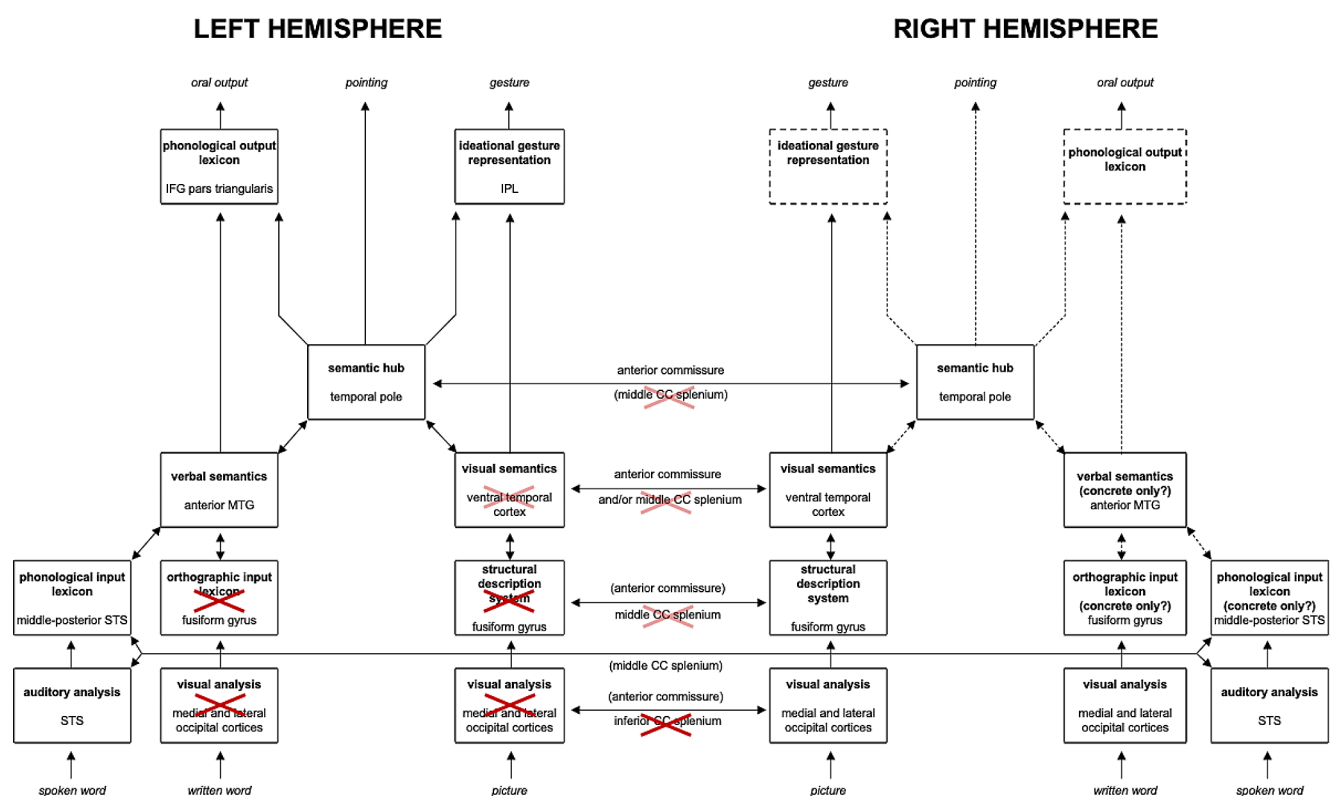 LEFT HEMISPHERE
RIGHT HEMISPHERE
oral output
pointing
gesture
gesture
pointing
oral output
phonological output
lexicon
IFG pars triangularis
ideational gesture
representation
IPL
ideational gesture
representation
phonological output
lexicon
semantic hub
temporal pole
anterior commissure
(middle CC splenium)
semantic hub
temporal pole
verbal semantics
anterior MTG
visual semantics
ventral temporal
cortex
anterior commissure
and/or middle CC splenium
visual semantics
ventral temporal
cortex
verbal semantics
(concrete only?)
anterior MTG
phonological input
lexicon
middle-posterior STS
orthographic input
lexicon
fusiform gyrus
structural
description
system
fusiform gyrus
(anterior commissure)
middle CC splenium
structural
description
system
fusiform gyrus
orthographic input
lexicon
(concrete only?)
fusiform gyrus
phonological input
lexicon
(concrete only?)
middle-posterior STS
(middle CC splenium)
auditory analysis
STS
visual analysis
medial and lateral
occipital cortices
visual analysis
medial and lateral
occipital cortices
(anterior commissure)
inferior CC splenium
visual analysis
medial and lateral
occipital cortices
visual analysis
medial and lateral
occipital cortices
auditory analysis
STS
spoken word
written word
picture
picture
written word
spoken word